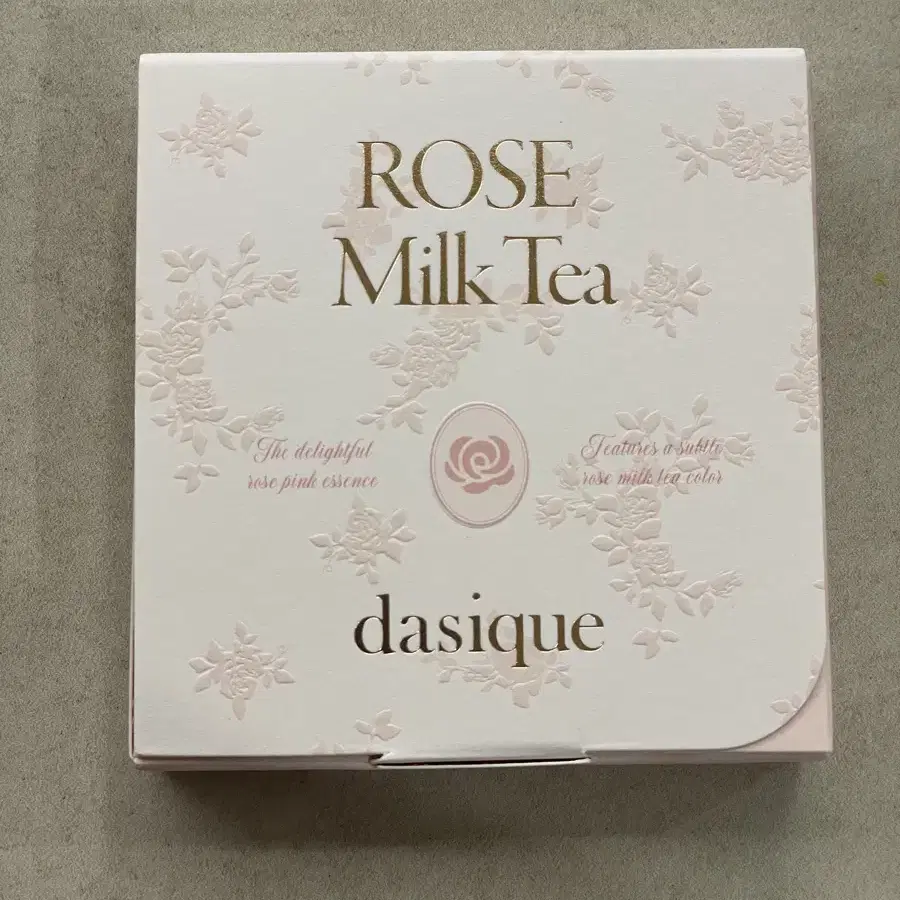 ROSE
Milk Tea
The delightful
rose pink essence
Features a subtle
rose milk tea color
dasique